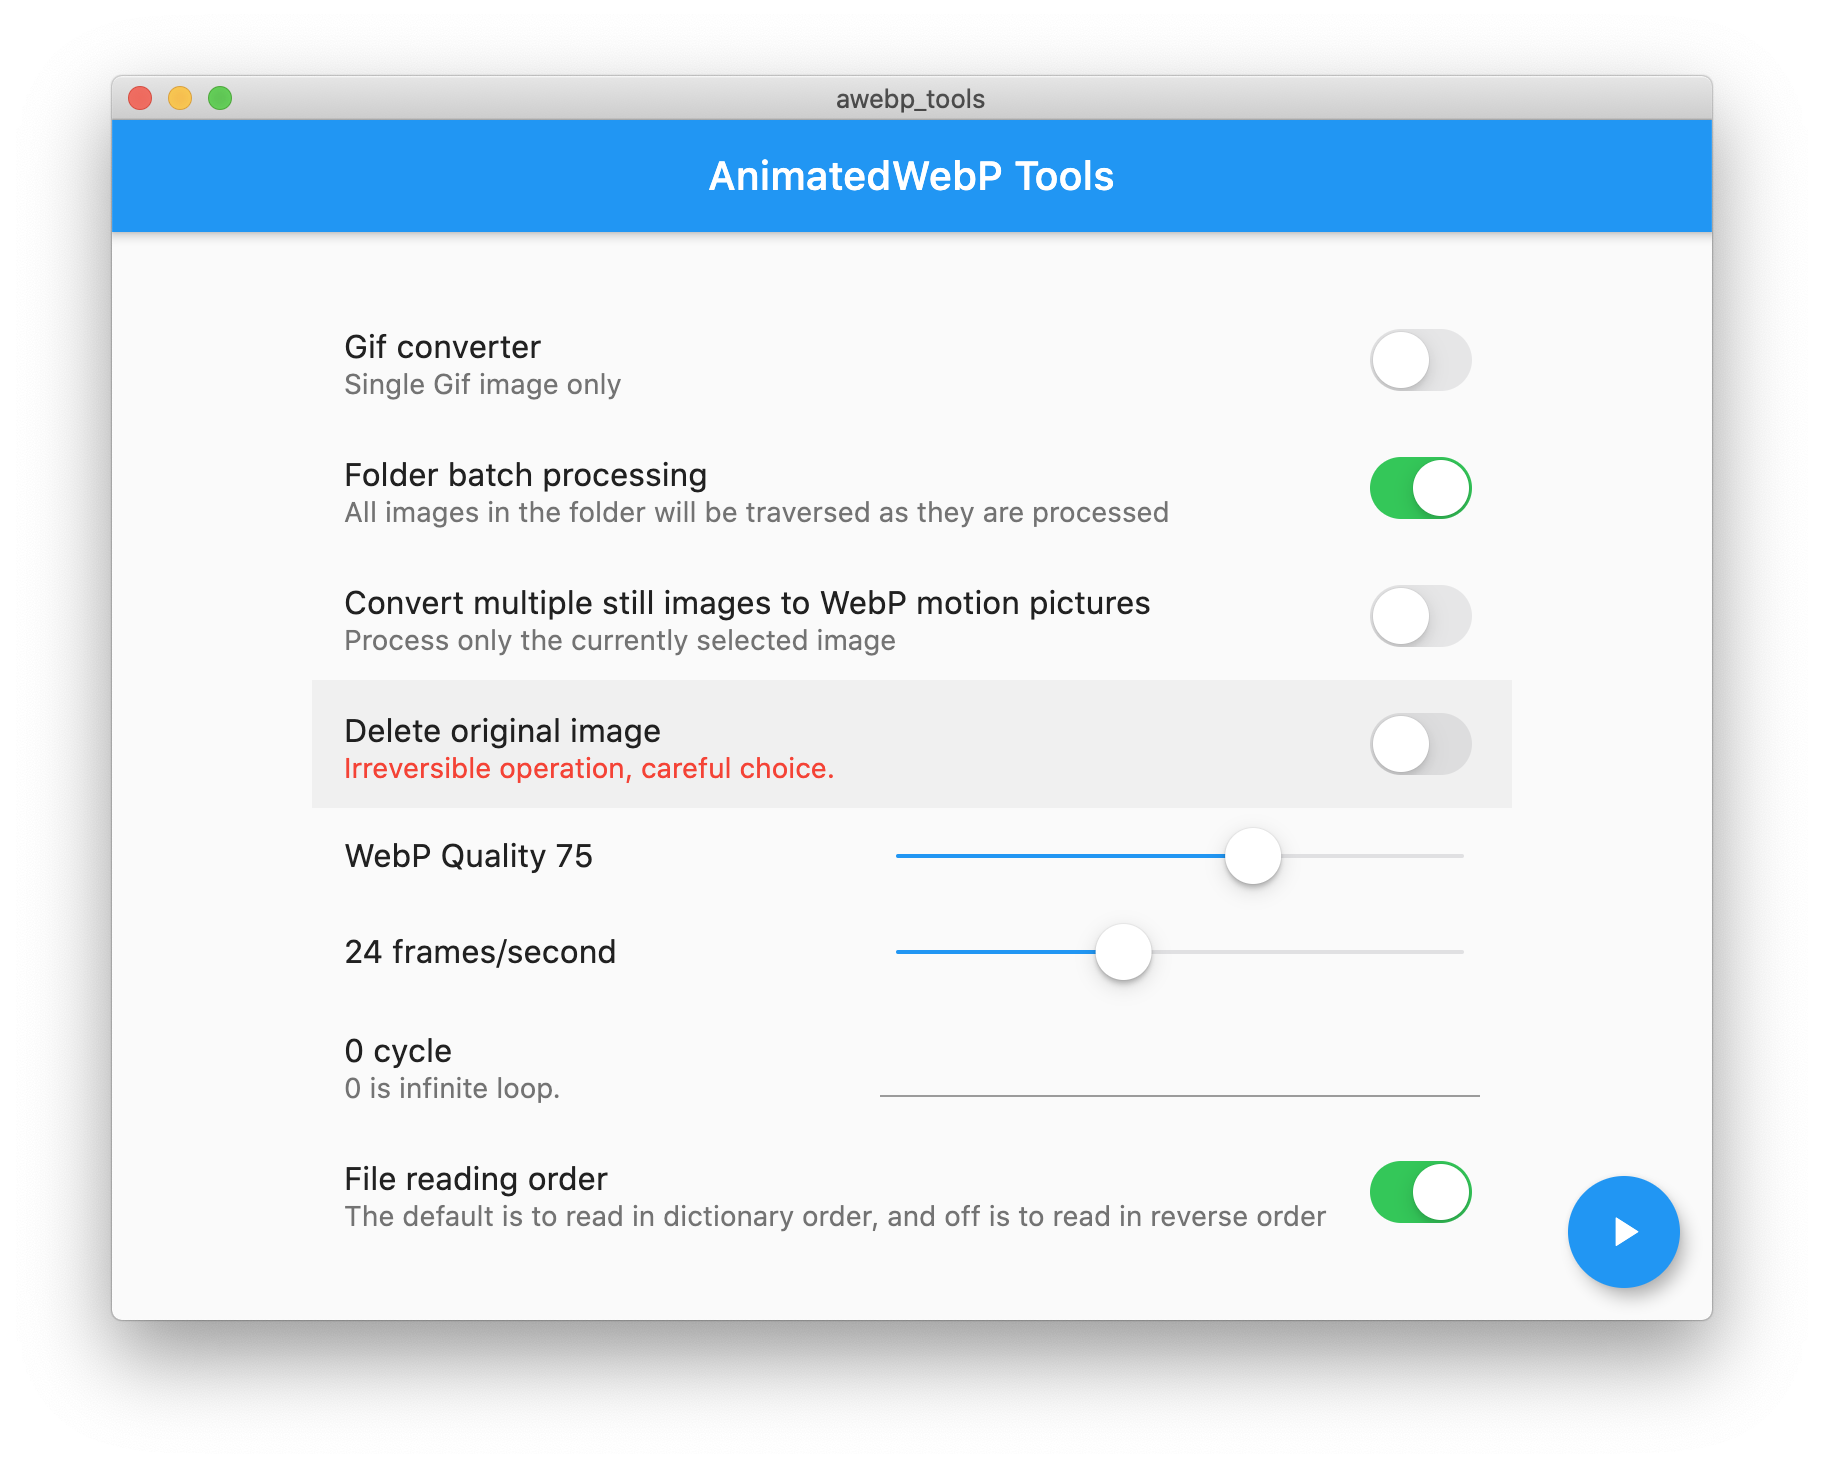 awebp_tools
AnimatedWebP Tools
Gif converter
Single Gif image only
Folder batch processing
All images in the folder will be traversed as they are processed
Convert multiple still images to WebP motion pictures
Process only the currently selected image
Delete original image
Irreversible operation, careful choice.
WebP Quality 75
24 frames/second
0 cycle
0 is infinite loop.
File reading order
The default is to read in dictionary order, and off is to read in reverse order